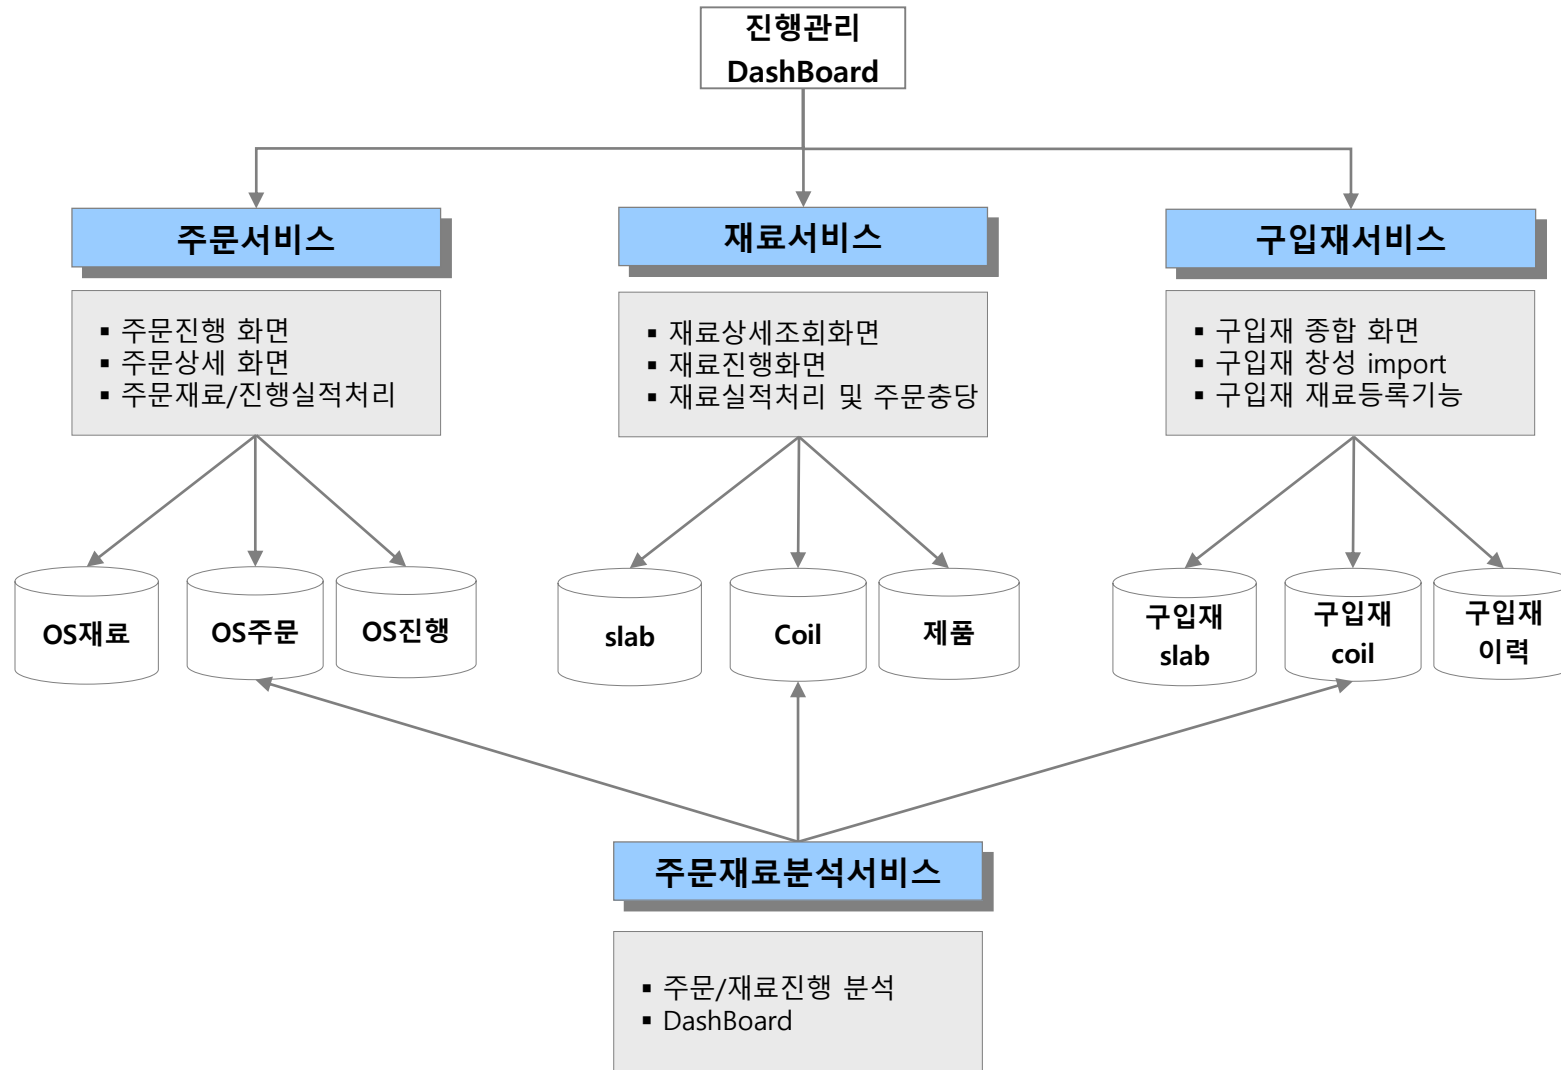 진행관리
DashBoard
주문서비스
재료서비스
구입재서비스
▪ 주문진행 화면
▪ 주문상세 화면
▪ 주문재료/진행실적처리
▪ 재료상세조회화면
▪ 재료진행화면
▪ 재료실적처리 및 주문충당
▪ 구입재 종합 화면
▪ 구입재 창성 import
▪ 구입재 재료등록기능
OS재료
OS주문
OS진행
slab
Coil
제품
구입재
slab
구입재
coil
구입재
이력
주문재료분석서비스
▪ 주문/재료진행 분석
▪ DashBoard